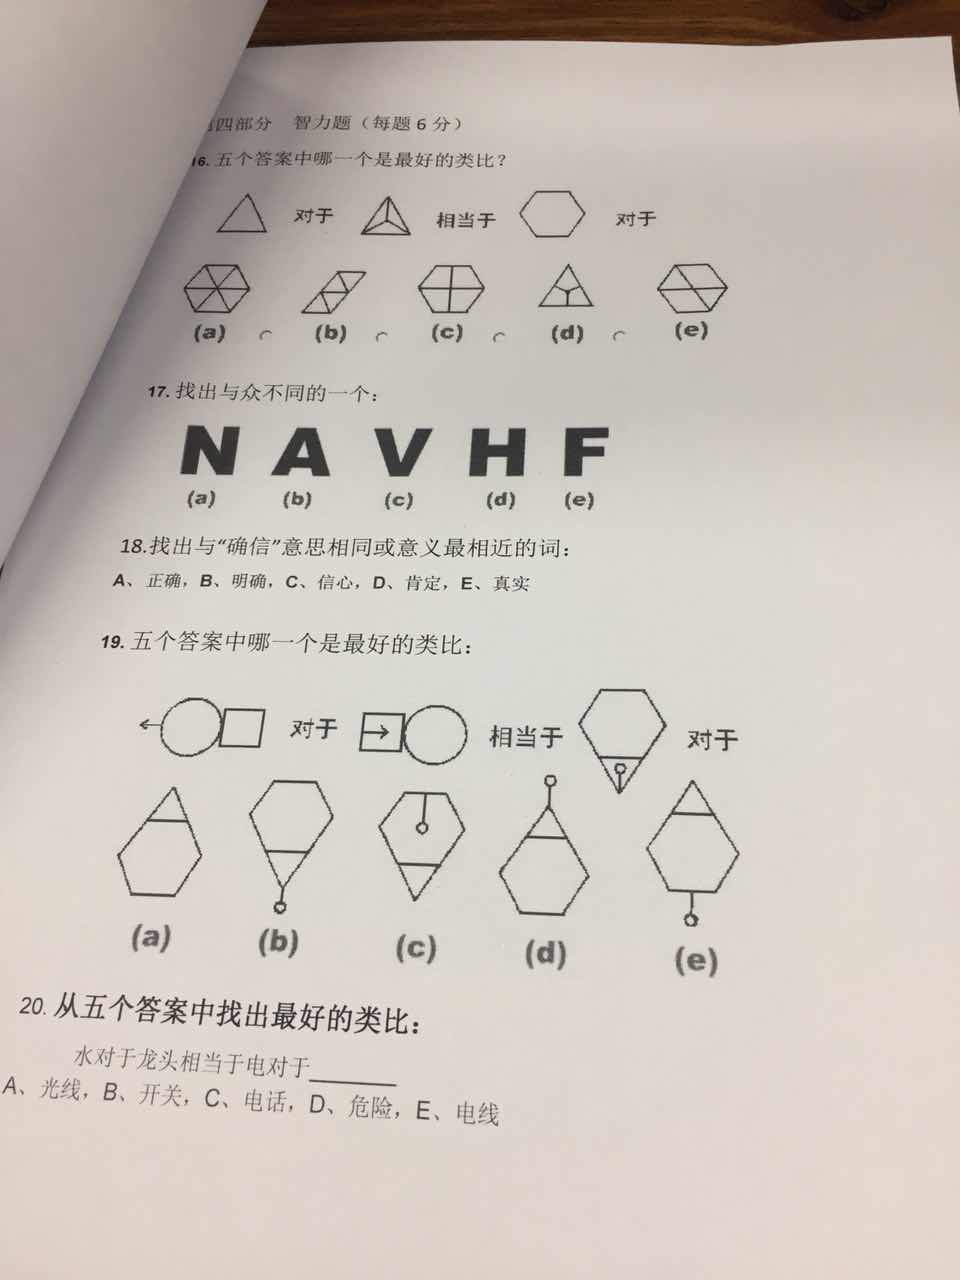 四部分 智力题（每题6分）
16. 五个答案中哪一个是最好的类比？
对于 相当于 对于
(a) (b) (c) (d) (e)
17. 找出与众不同的一个：
N A V H F
(a) (b) (c) (d) (e)
18.找出与“确信”意思相同或意义最相近的词：
A、正确，B、明确，C、信心，D、肯定，E、真实
19. 五个答案中哪一个是最好的类比：
对于 相当于 对于
(a) (b) (c) (d) (e)
20. 从五个答案中找出最好的类比：
水对于龙头相当于电对于______
A、光线，B、开关，C、电话，D、危险，E、电线